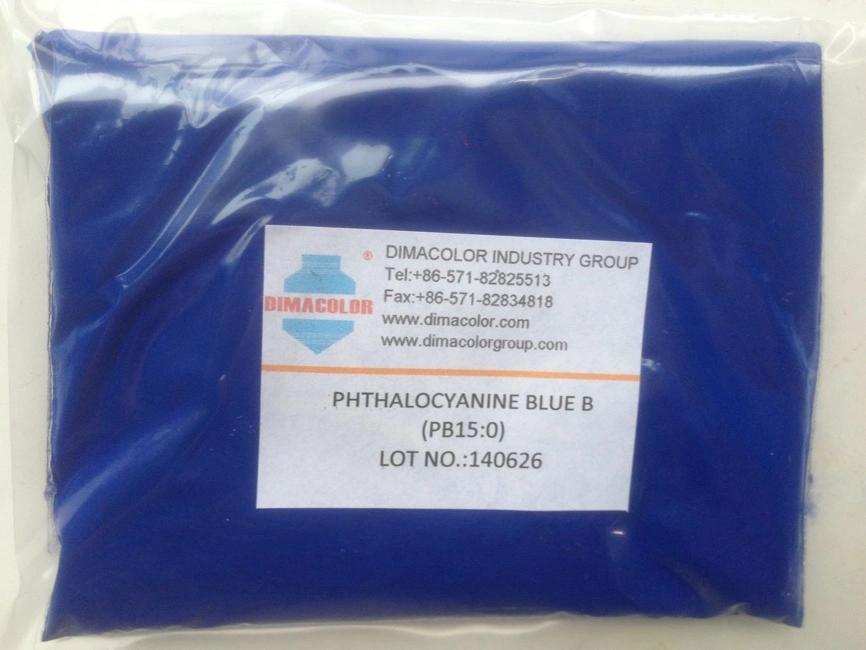 ® DIMACOLOR INDUSTRY GROUP
Tel:+86-571-82825513
DIMACOLOR Fax:+86-571-82834818
www.dimacolor.com
www.dimacolorgroup.com
PHTHALOCYANINE BLUE B
(PB15:0)
LOT NO.:140626